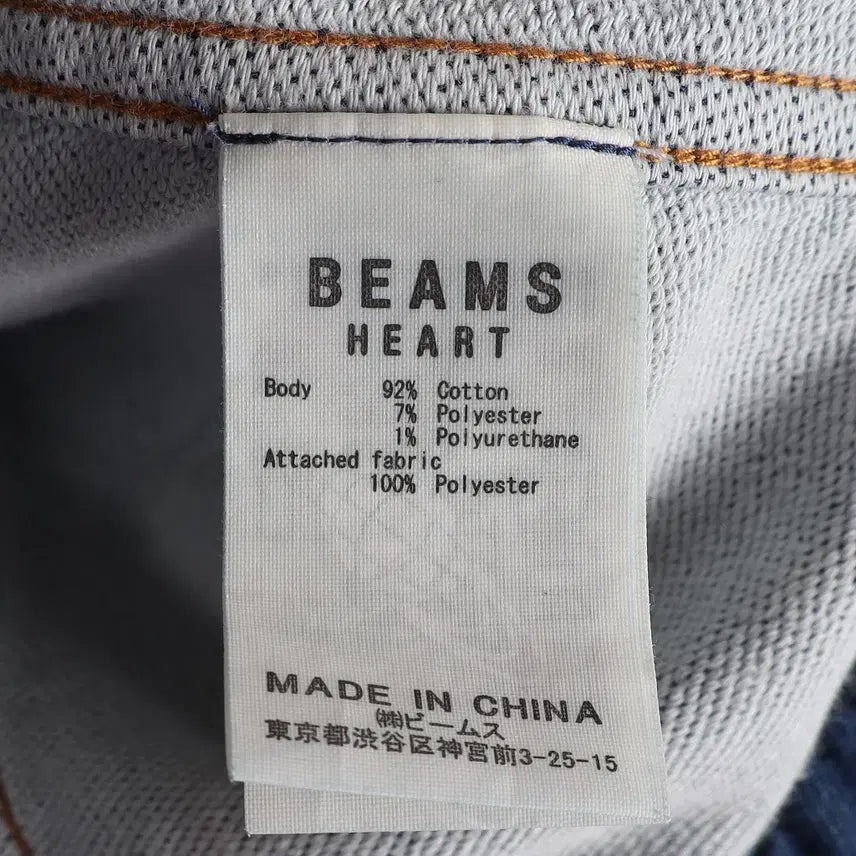 BEAMS
HEART
Body 92% Cotton
7% Polyester
1% Polyurethane
Attached fabric
100% Polyester
MADE IN CHINA
㈱ビームス
東京都渋谷区神宮前3-25-15